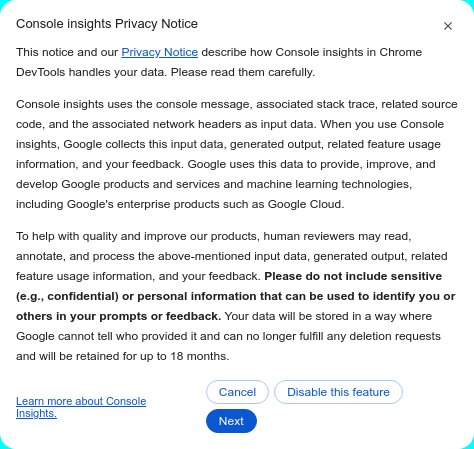 Console insights Privacy Notice
This notice and our Privacy Notice describe how Console insights in Chrome
DevTools handles your data. Please read them carefully.
Console insights uses the console message, associated stack trace, related source
code, and the associated network headers as input data. When you use Console
insights, Google collects this input data, generated output, related feature usage
information, and your feedback. Google uses this data to provide, improve, and
develop Google products and services and machine learning technologies,
including Google's enterprise products such as Google Cloud.
To help with quality and improve our products, human reviewers may read,
annotate, and process the above-mentioned input data, generated output, related
feature usage information, and your feedback. Please do not include sensitive
(e.g., confidential) or personal information that can be used to identify you or
others in your prompts or feedback. Your data will be stored in a way where
Google cannot tell who provided it and can no longer fulfill any deletion requests
and will be retained for up to 18 months.
Learn more about Console
Insights.
Cancel
Disable this feature
Next